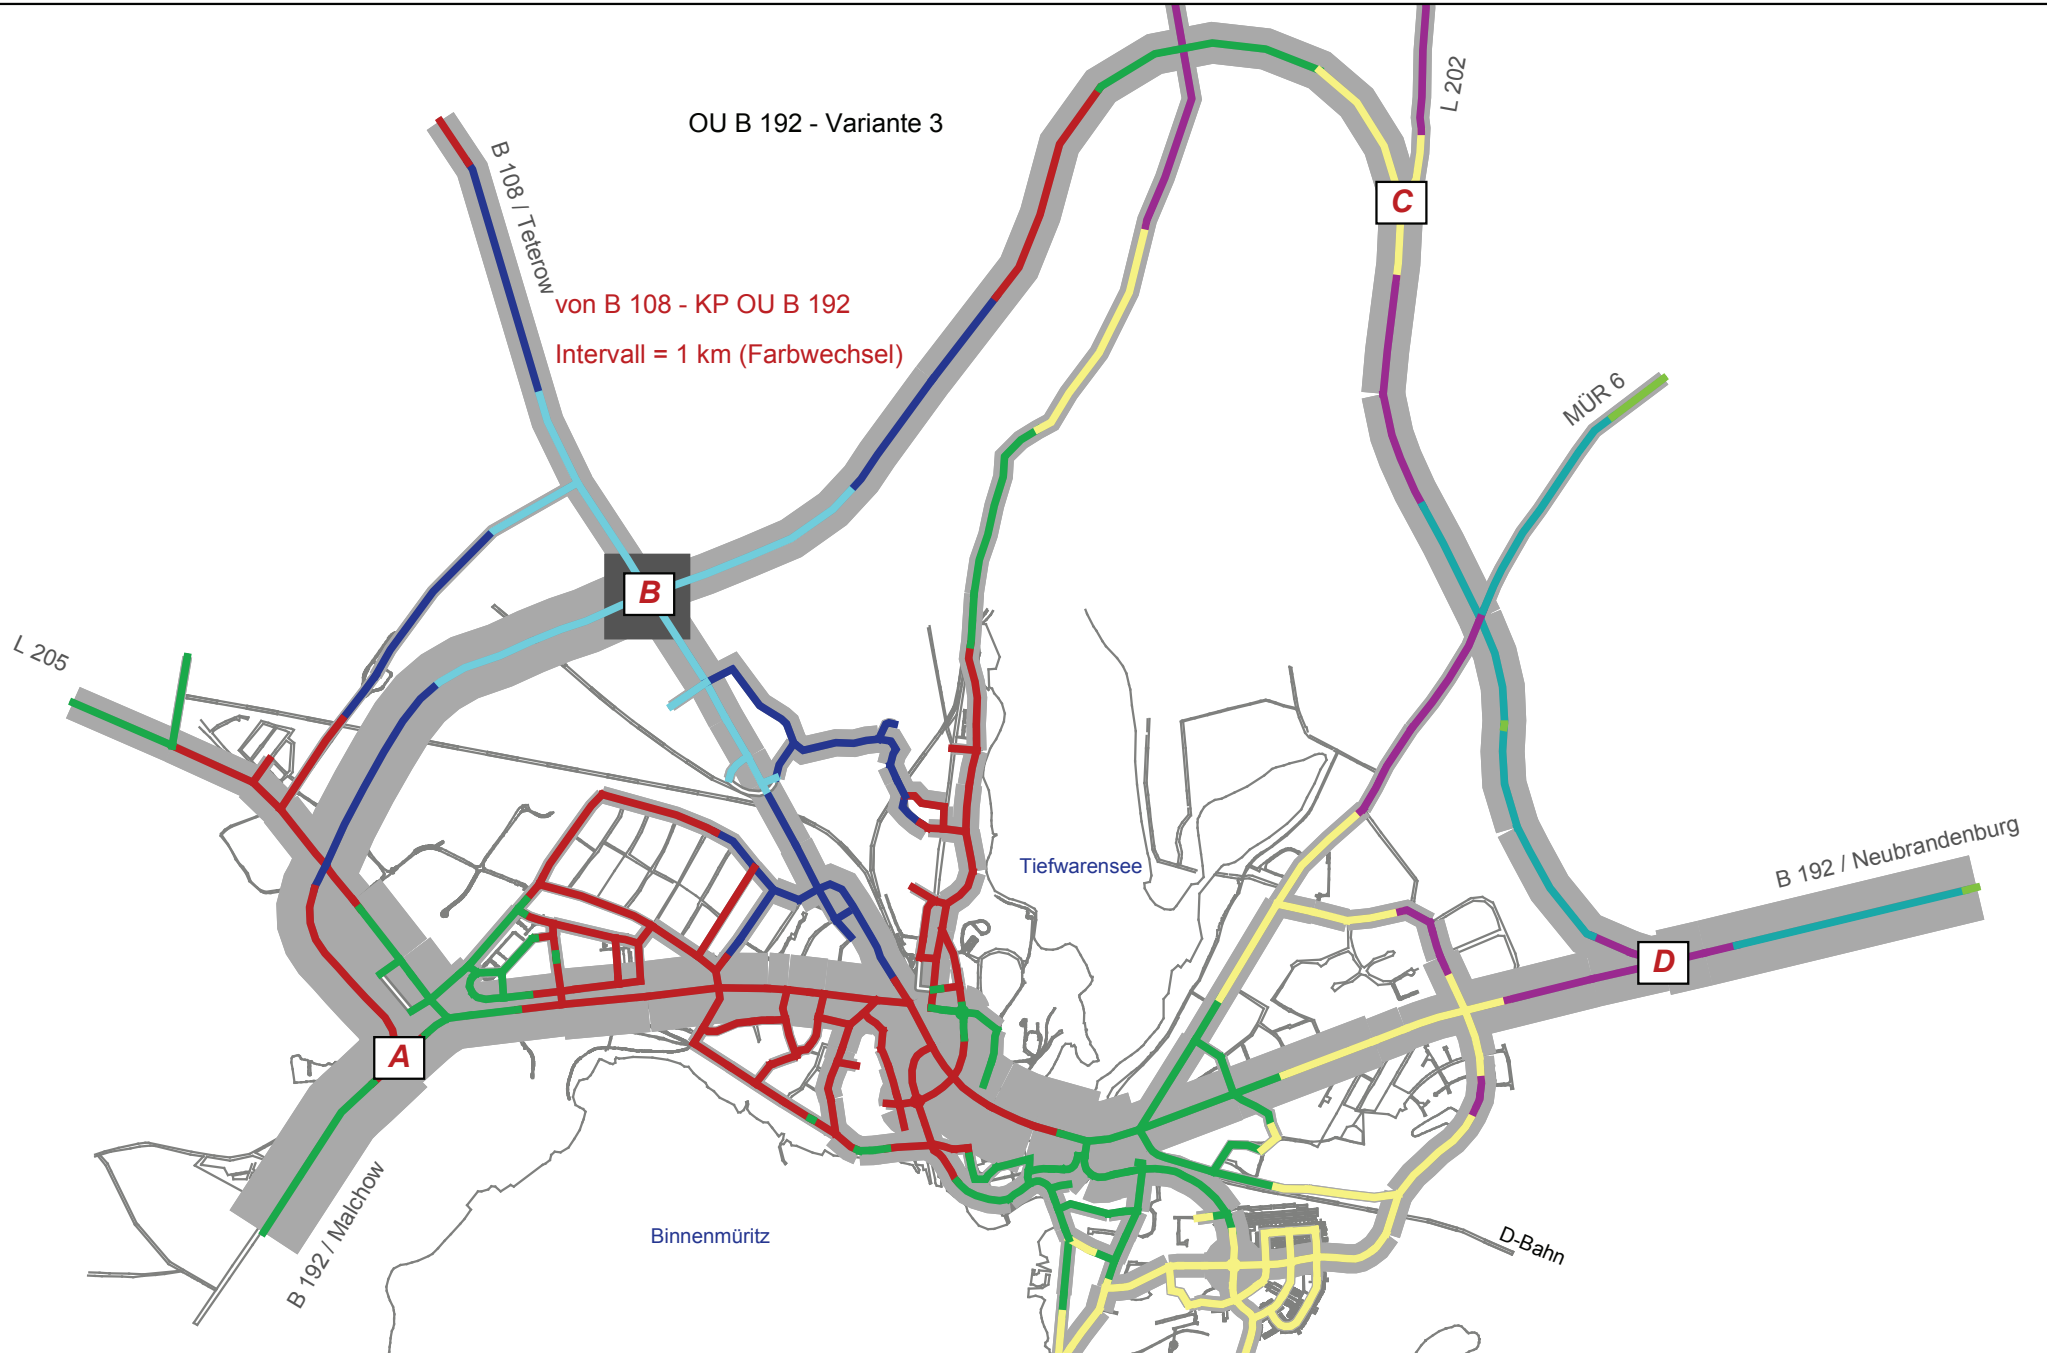 OU B 192 - Variante 3
L 202
B 108 / Teterow
C
von B 108 - KP OU B 192
Intervall = 1 km (Farbwechsel)
MÜR 6
B
L 205
Tiefwarensee
B 192 / Neubrandenburg
D
A
B 192 / Malchow
Binnenmüritz
D-Bahn